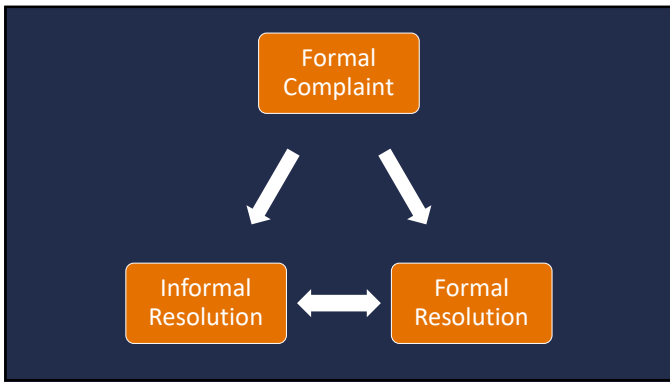 Formal
Complaint
Informal
Resolution
Formal
Resolution